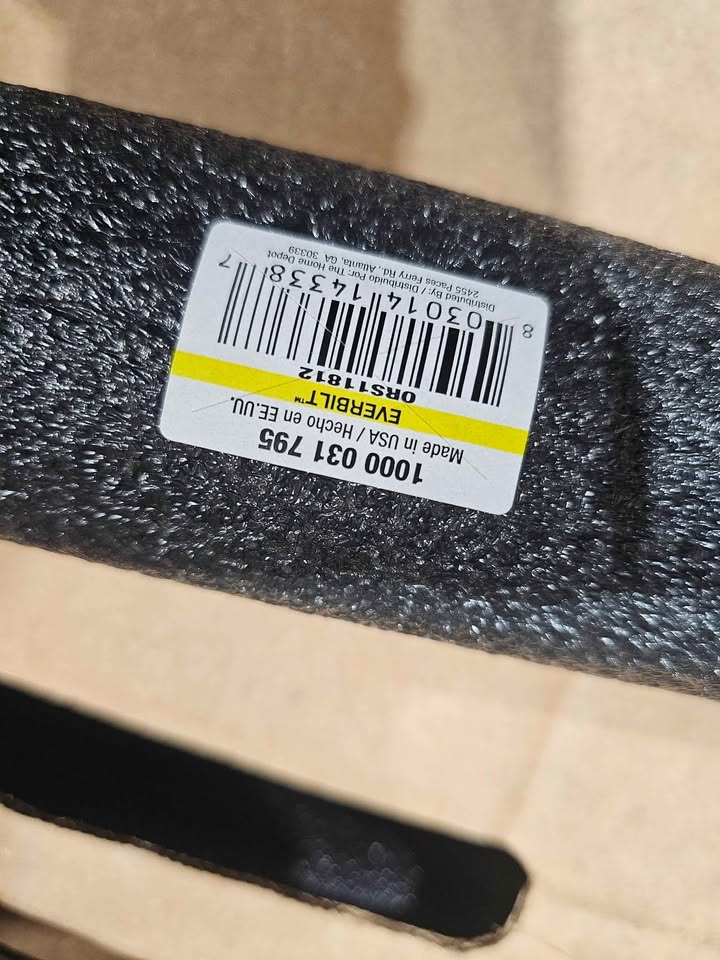 1000 031 795
Made in USA / Hecho en EE.UU.
EVERBILT™
ORS11812
8 03014 14338 7
Distributed By: / Distribuido Por: The Home Depot
2455 Paces Ferry Rd., Atlanta, GA 30339